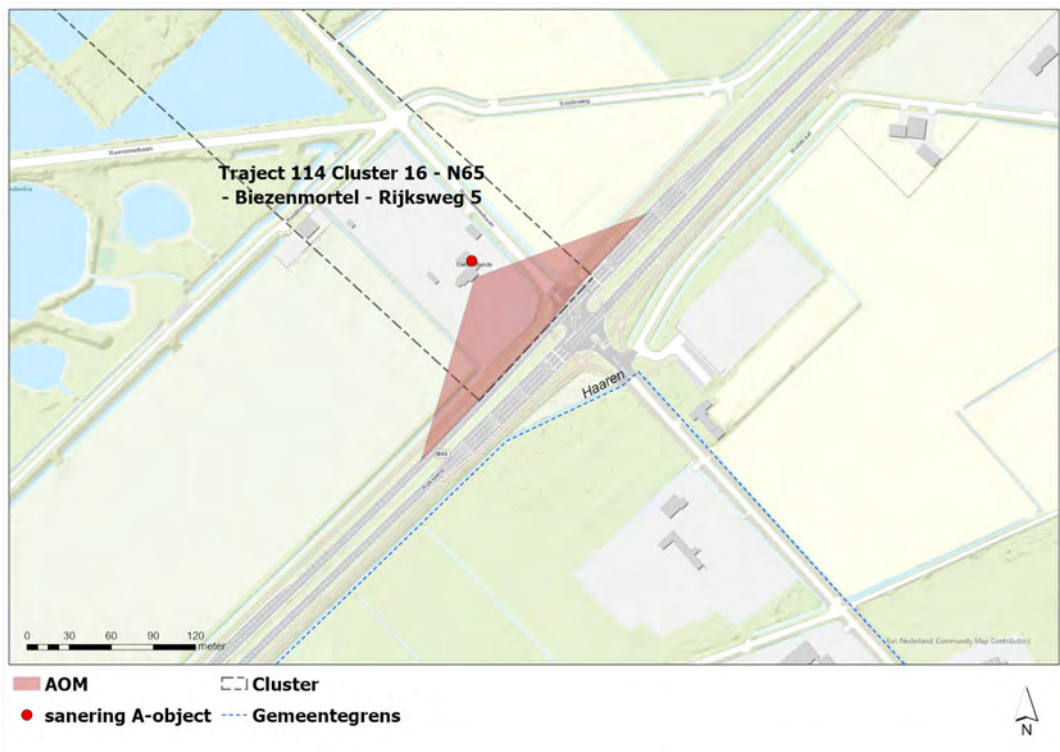 Traject 114 Cluster 16 - N65
- Biezenmortel - Rijksweg 5
Haaren
N65
0 30 60 90 120
meter
Esri Nederland, Community Map Contributors
AOM
Cluster
sanering A-object
Gemeentegrens
N